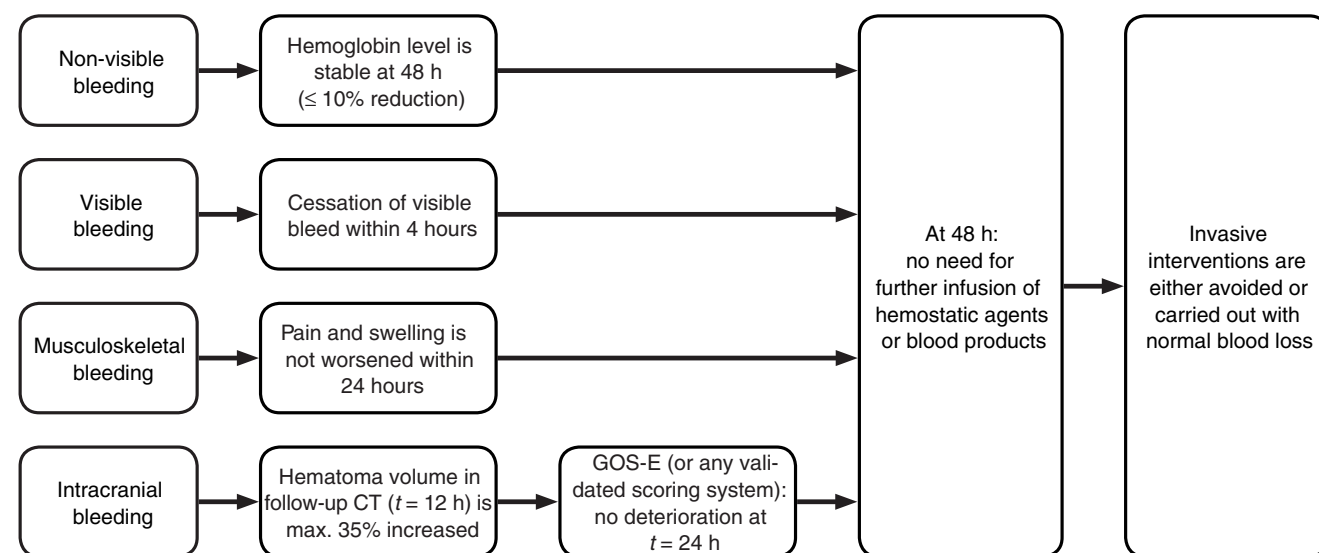 Non-visible
bleeding
Hemoglobin level is
stable at 48 h
(≤ 10% reduction)
Visible
bleeding
Cessation of visible
bleed within 4 hours
Musculoskeletal
bleeding
Pain and swelling is
not worsened within
24 hours
Intracranial
bleeding
Hematoma volume in
follow-up CT (t = 12 h) is
max. 35% increased
GOS-E (or any vali-
dated scoring system):
no deterioration at
t = 24 h
At 48 h:
no need for
further infusion of
hemostatic agents
or blood products
Invasive
interventions are
either avoided or
carried out with
normal blood loss